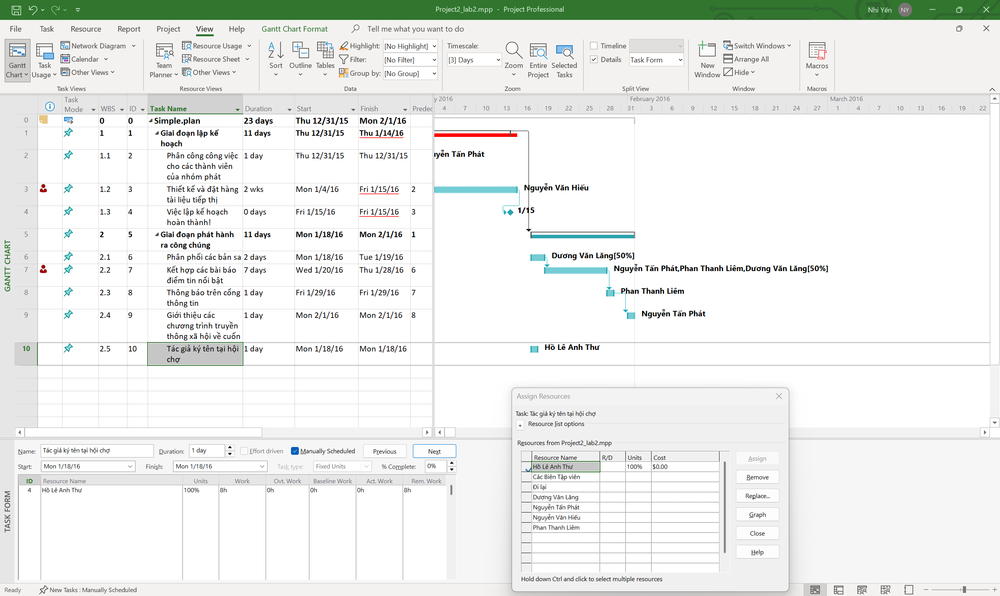 Project2_lab2.mpp - Project Professional
Nhi Yến NY
File Task Resource Report Project View Help Gantt Chart Format Tell me what you want to do
Gantt Chart
Task Usage
Network Diagram
Calendar
Other Views
Task Views
Team Planner
Resource Usage
Resource Sheet
Other Views
Resource Views
Sort
Outline
Tables
Highlight: [No Highlight]
Filter: [No Filter]
Group by: [No Group]
Data
Timescale:
[3] Days
Zoom
Entire Project
Selected Tasks
Zoom
Timeline
Details Task Form
Split View
New Window
Switch Windows
Arrange All
Hide
Window
Macros
Macros
GANTT CHART
Task Mode WBS ID Task Name Duration Start Finish Predec
y 2016 February 2016 March 2016
4 7 10 13 16 19 22 25 28 31 3 6 9 12 15 18 21 24 27 1 4 7 10 13 16 19 22
0 0 0 Simple.plan 23 days Thu 12/31/15 Mon 2/1/16
1 1 1 Giai đoạn lập kế 11 days Thu 12/31/15 Thu 1/14/16
hoạch
2 1.1 2 Phân công công việc 1 day Thu 12/31/15 Thu 12/31/15
cho các thành viên
của nhóm phát
yễn Tấn Phát
3 1.2 3 Thiết kế và đặt hàng 2 wks Mon 1/4/16 Fri 1/15/16 2
tài liệu tiếp thị
Nguyễn Văn Hiếu
4 1.3 4 Việc lập kế hoạch 0 days Fri 1/15/16 Fri 1/15/16 3
hoàn thành!
1/15
5 2 5 Giai đoạn phát hành 11 days Mon 1/18/16 Mon 2/1/16 1
ra công chúng
6 2.1 6 Phân phối các bản sa 2 days Mon 1/18/16 Tue 1/19/16
Dương Văn Lăng[50%]
7 2.2 7 Kết hợp các bài báo 7 days Wed 1/20/16 Thu 1/28/16 6
điểm tin nổi bật
Nguyễn Tấn Phát,Phan Thanh Liêm,Dương Văn Lăng[50%]
8 2.3 8 Thông báo trên cổng 1 day Fri 1/29/16 Fri 1/29/16 7
thông tin
Phan Thanh Liêm
9 2.4 9 Giới thiệu các 1 day Mon 2/1/16 Mon 2/1/16 8
chương trình truyền
thông xã hội về cuốn
Nguyễn Tấn Phát
10 2.5 10 Tác giả ký tên tại hội 1 day Mon 1/18/16 Mon 1/18/16
chợ
Hồ Lê Anh Thư
TASK FORM
Name: Tác giả ký tên tại hội chợ Duration: 1 day Effort driven Manually Scheduled Previous Next
Start: Mon 1/18/16 Finish: Mon 1/18/16 Task type: Fixed Units % Complete: 0%
ID Resource Name Units Work Ovt. Work Baseline Work Act. Work Rem. Work
4 Hồ Lê Anh Thư 100% 8h 0h 0h 0h 8h
Assign Resources
Task: Tác giả ký tên tại hội chợ
+ Resource list options
Resources from Project2_lab2.mpp
Resource Name R/D Units Cost
Hồ Lê Anh Thư 100% $0.00
Các Biên Tập viên
Đi lại
Dương Văn Lăng
Nguyễn Tấn Phát
Nguyễn Văn Hiếu
Phan Thanh Liêm
Assign
Remove
Replace...
Graph
Close
Help
Hold down Ctrl and click to select multiple resources
Ready New Tasks : Manually Scheduled